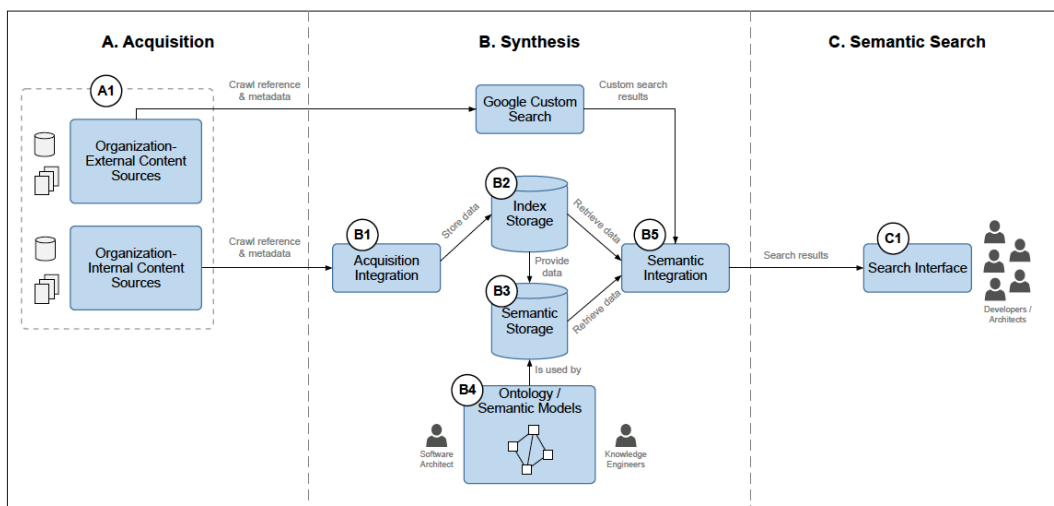 A. Acquisition
B. Synthesis
C. Semantic Search
A1
Crawl reference
& metadata
Custom search
results
Google Custom
Search
Organization-
External Content
Sources
B2
Index
Storage
Store data
Retrieve data
B1
Acquisition
Integration
B5
Semantic
Integration
C1
Search Interface
Organization-
Internal Content
Sources
Crawl reference
& metadata
Provide
data
Search results
B3
Semantic
Storage
Retrieve data
Developers /
Architects
Is used by
B4
Ontology /
Semantic Models
Software
Architect
Knowledge
Engineers